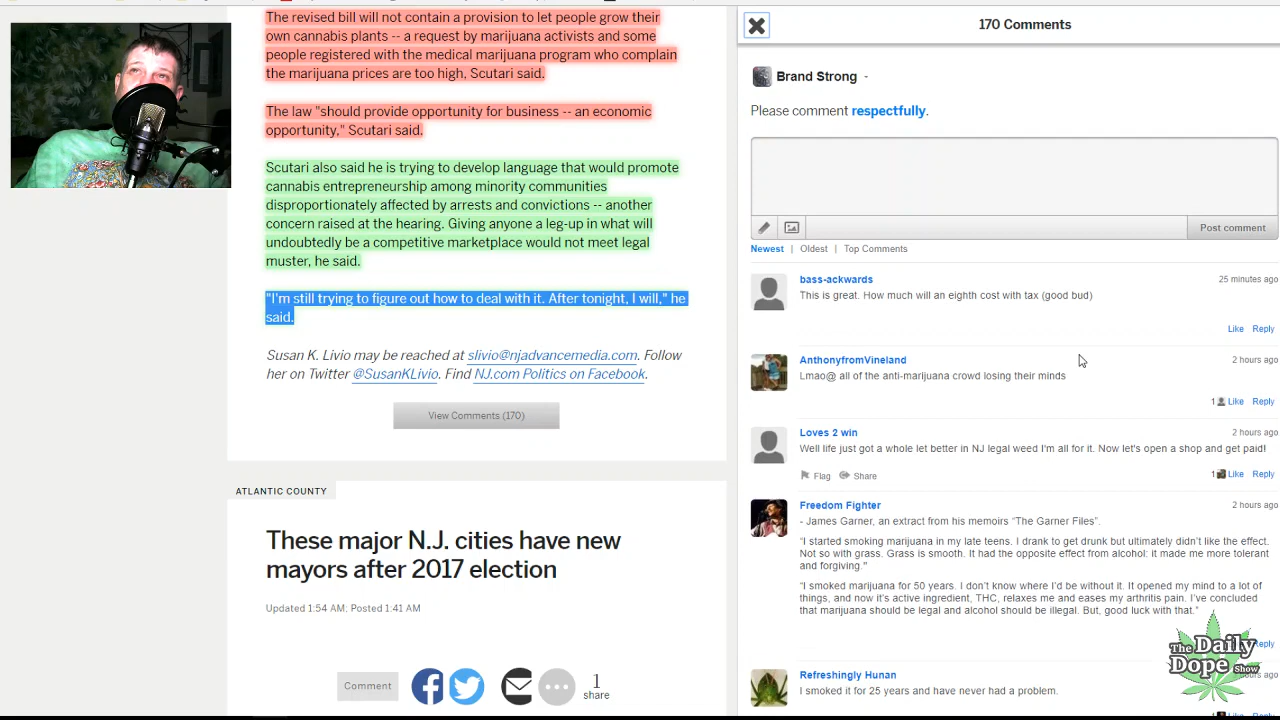 The revised bill will not contain a provision to let people grow their
own cannabis plants -- a request by marijuana activists and some
people registered with the medical marijuana program who complain
the marijuana prices are too high, Scutari said.
The law "should provide opportunity for business -- an economic
opportunity," Scutari said.
Scutari also said he is trying to develop language that would promote
cannabis entrepreneurship among minority communities
disproportionately affected by arrests and convictions -- another
concern raised at the hearing. Giving anyone a leg-up in what will
undoubtedly be a competitive marketplace would not meet legal
muster, he said.
"I'm still trying to figure out how to deal with it. After tonight, I will," he
said.
Susan K. Livio may be reached at slivio@njadvancemedia.com. Follow
her on Twitter @SusanKLivio. Find NJ.com Politics on Facebook.
View Comments (170)
ATLANTIC COUNTY
These major N.J. cities have new
mayors after 2017 election
Updated 1:54 AM; Posted 1:41 AM
Comment
1
share
170 Comments
Brand Strong
Please comment respectfully.
Post comment
Newest | Oldest | Top Comments
bass-ackwards 25 minutes ago
This is great. How much will an eighth cost with tax (good bud)
Like Reply
AnthonyfromVineland 2 hours ago
Lmao@ all of the anti-marijuana crowd losing their minds
1 Like Reply
Loves 2 win 2 hours ago
Well life just got a whole let better in NJ legal weed I'm all for it. Now let's open a shop and get paid!
Flag Share 1 Like Reply
Freedom Fighter 2 hours ago
- James Garner, an extract from his memoirs “The Garner Files”.
“I started smoking marijuana in my late teens. I drank to get drunk but ultimately didn’t like the effect.
Not so with grass. Grass is smooth. It had the opposite effect from alcohol: it made me more tolerant
and forgiving.”
“I smoked marijuana for 50 years. I don’t know where I’d be without it. It opened my mind to a lot of
things, and now it’s active ingredient, THC, relaxes me and eases my arthritis pain. I’ve concluded
that marijuana should be legal and alcohol should be illegal. But, good luck with that.”
The Daily
Dope Show
Refreshingly Hunan
I smoked it for 25 years and have never had a problem.